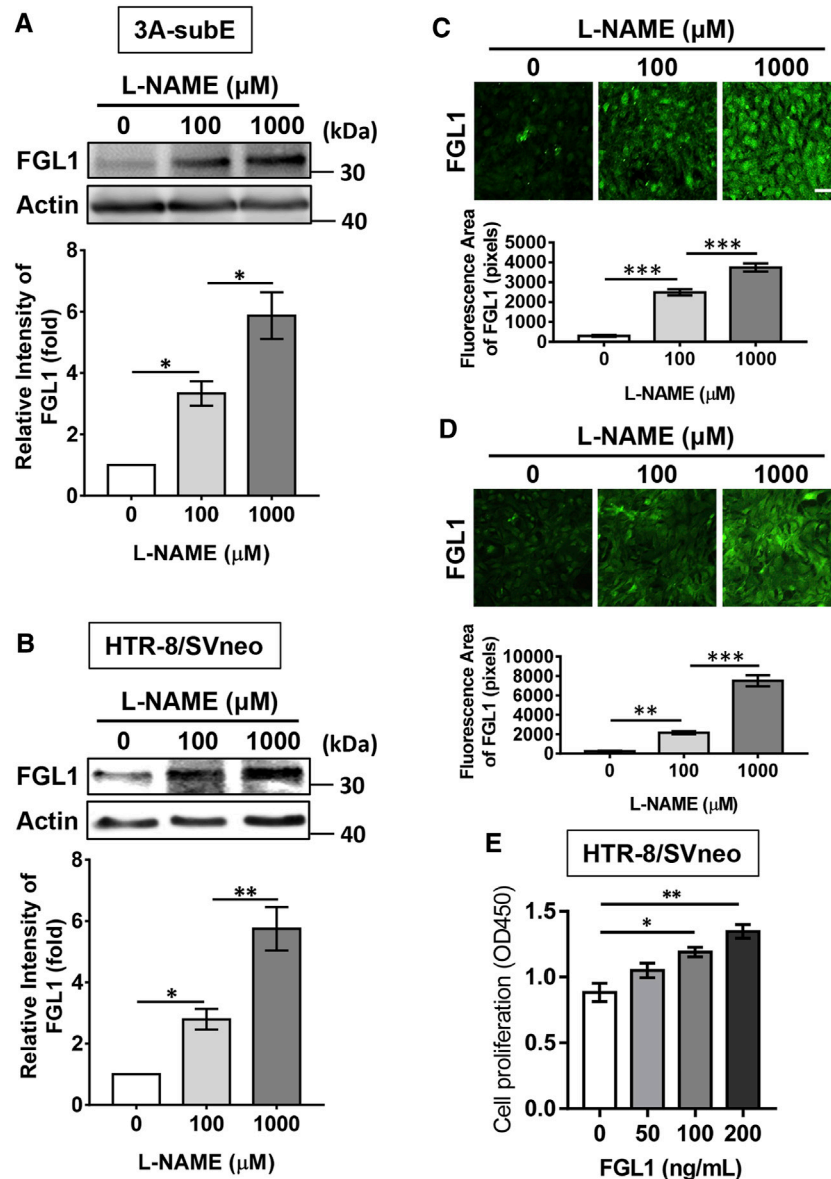 A
3A-subE
L-NAME (µM)
0 100 1000 (kDa)
FGL1
30
Actin
40
Relative Intensity of
FGL1 (fold)
8
6
4
2
0
*
*
0 100 1000
L-NAME (µM)
B
HTR-8/SVneo
L-NAME (µM)
0 100 1000 (kDa)
FGL1
30
Actin
40
Relative Intensity of
FGL1 (fold)
8
6
4
2
0
*
**
0 100 1000
L-NAME (µM)
C
L-NAME (µM)
0 100 1000
FGL1
Fluorescence Area
of FGL1 (pixels)
5000
4000
3000
2000
1000
0
***
***
0 100 1000
L-NAME (µM)
D
L-NAME (µM)
0 100 1000
FGL1
Fluorescence Area
of FGL1 (pixels)
10000
8000
6000
4000
2000
0
**
***
0 100 1000
L-NAME (µM)
E
HTR-8/SVneo
Cell proliferation (OD450)
1.5
1.0
0.5
0.0
**
*
0 50 100 200
FGL1 (ng/mL)